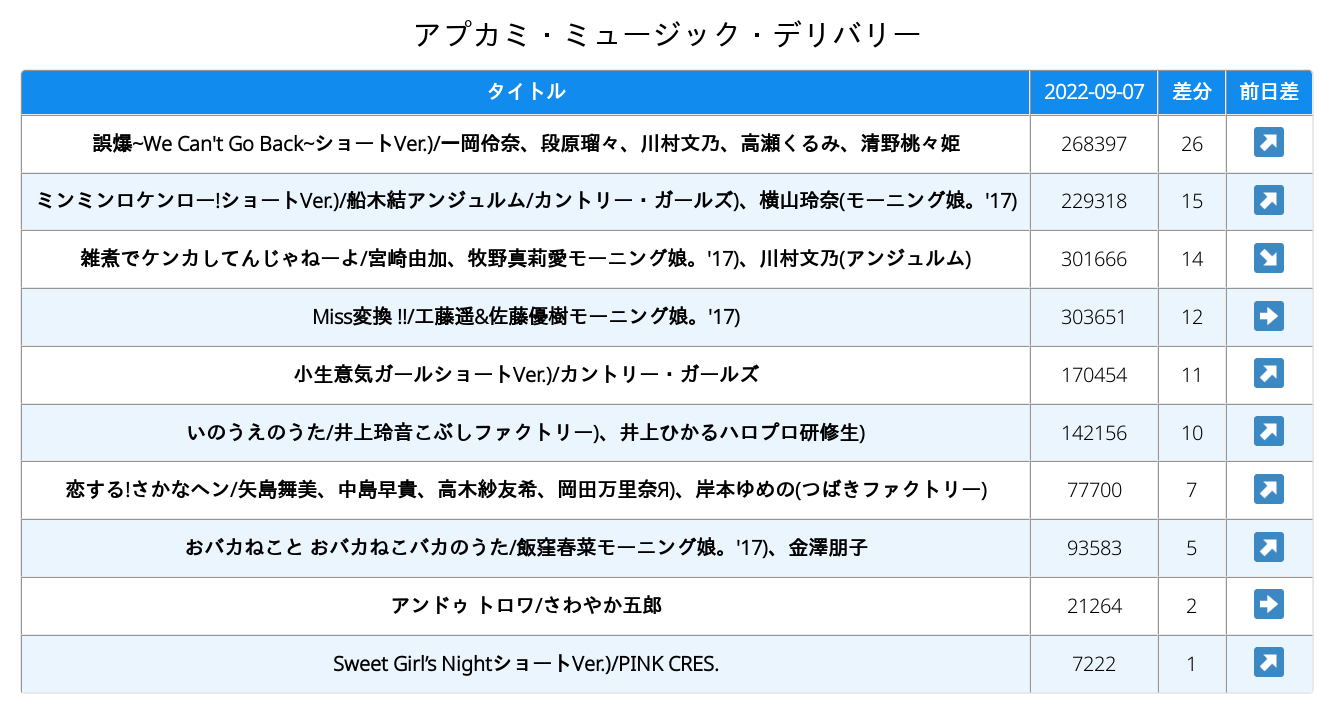 アプカミ・ミュージック・デリバリー
タイトル 2022-09-07 差分 前日差
誤爆~We Can't Go Back~ショートVer.)/一岡伶奈、段原瑠々、川村文乃、高瀬くるみ、清野桃々姫 268397 26 ↗
ミンミンロケンロー!ショートVer.)/船木結アンジュルム/カントリー・ガールズ)、横山玲奈(モーニング娘。'17) 229318 15 ↗
雑煮でケンカしてんじゃねーよ/宮崎由加、牧野真莉愛モーニング娘。'17)、川村文乃(アンジュルム) 301666 14 ↘
Miss変換 !!/工藤遥&佐藤優樹モーニング娘。'17) 303651 12 ➡
小生意気ガールショートVer.)/カントリー・ガールズ 170454 11 ↗
いのうえのうた/井上玲音こぶしファクトリー)、井上ひかるハロプロ研修生) 142156 10 ↗
恋する!さかなヘン/矢島舞美、中島早貴、高木紗友希、岡田万里奈Я)、岸本ゆめの(つばきファクトリー) 77700 7 ↗
おバカねこと おバカねこバカのうた/飯窪春菜モーニング娘。'17)、金澤朋子 93583 5 ↗
アンドゥ トロワ/さわやか五郎 21264 2 ➡
Sweet Girl’s NightショートVer.)/PINK CRES. 7222 1 ↗